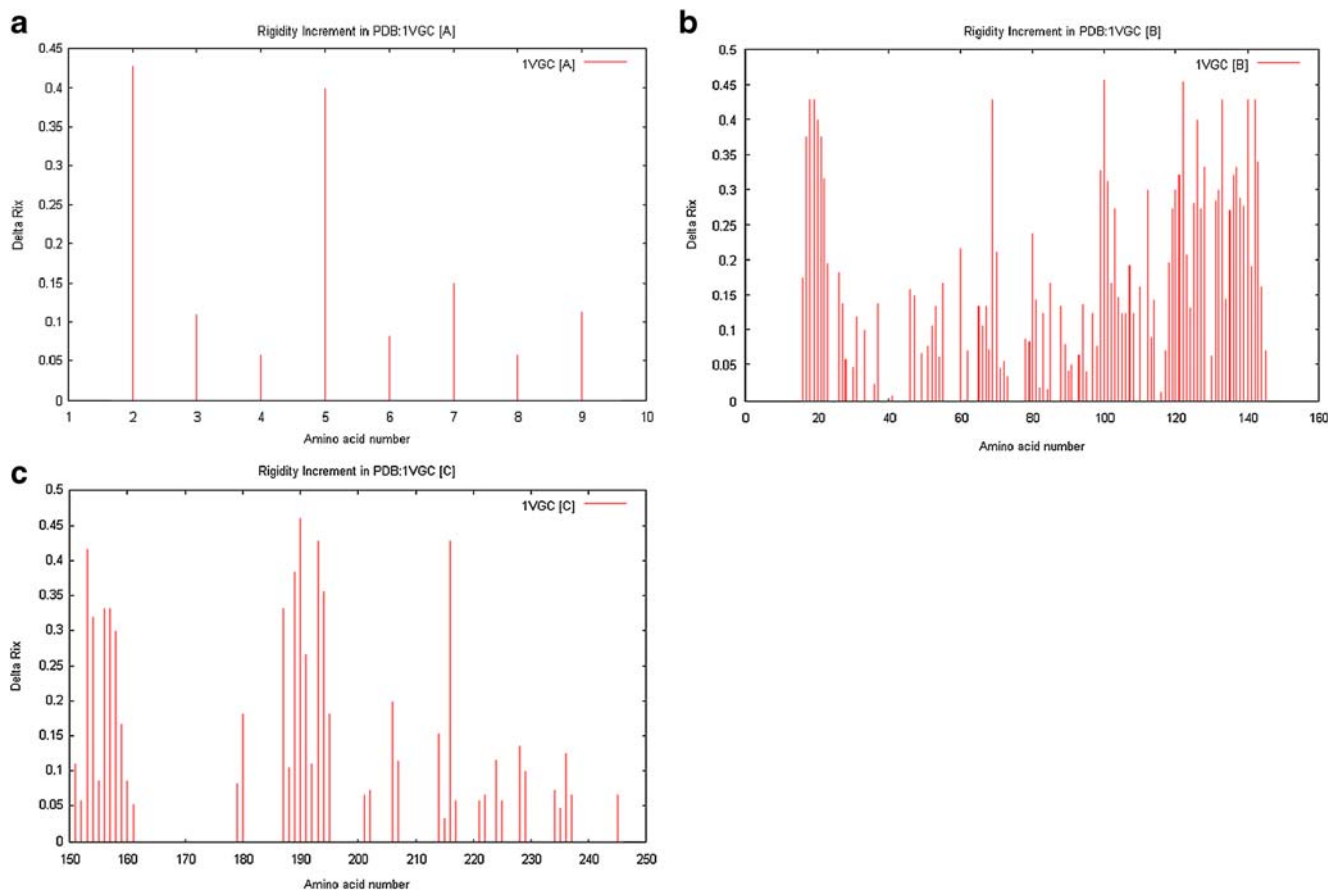 a
Rigidity Increment in PDB:1VGC [A]
1VGC [A]
0.45
0.4
0.35
0.3
0.25
0.2
0.15
0.1
0.05
0
Delta Rix
1 2 3 4 5 6 7 8 9 10
Amino acid number
b
Rigidity Increment in PDB:1VGC [B]
1VGC [B]
0.5
0.45
0.4
0.35
0.3
0.25
0.2
0.15
0.1
0.05
0
Delta Rix
0 20 40 60 80 100 120 140 160
Amino acid number
c
Rigidity Increment in PDB:1VGC [C]
1VGC [C]
0.5
0.45
0.4
0.35
0.3
0.25
0.2
0.15
0.1
0.05
0
Delta Rix
150 160 170 180 190 200 210 220 230 240 250
Amino acid number